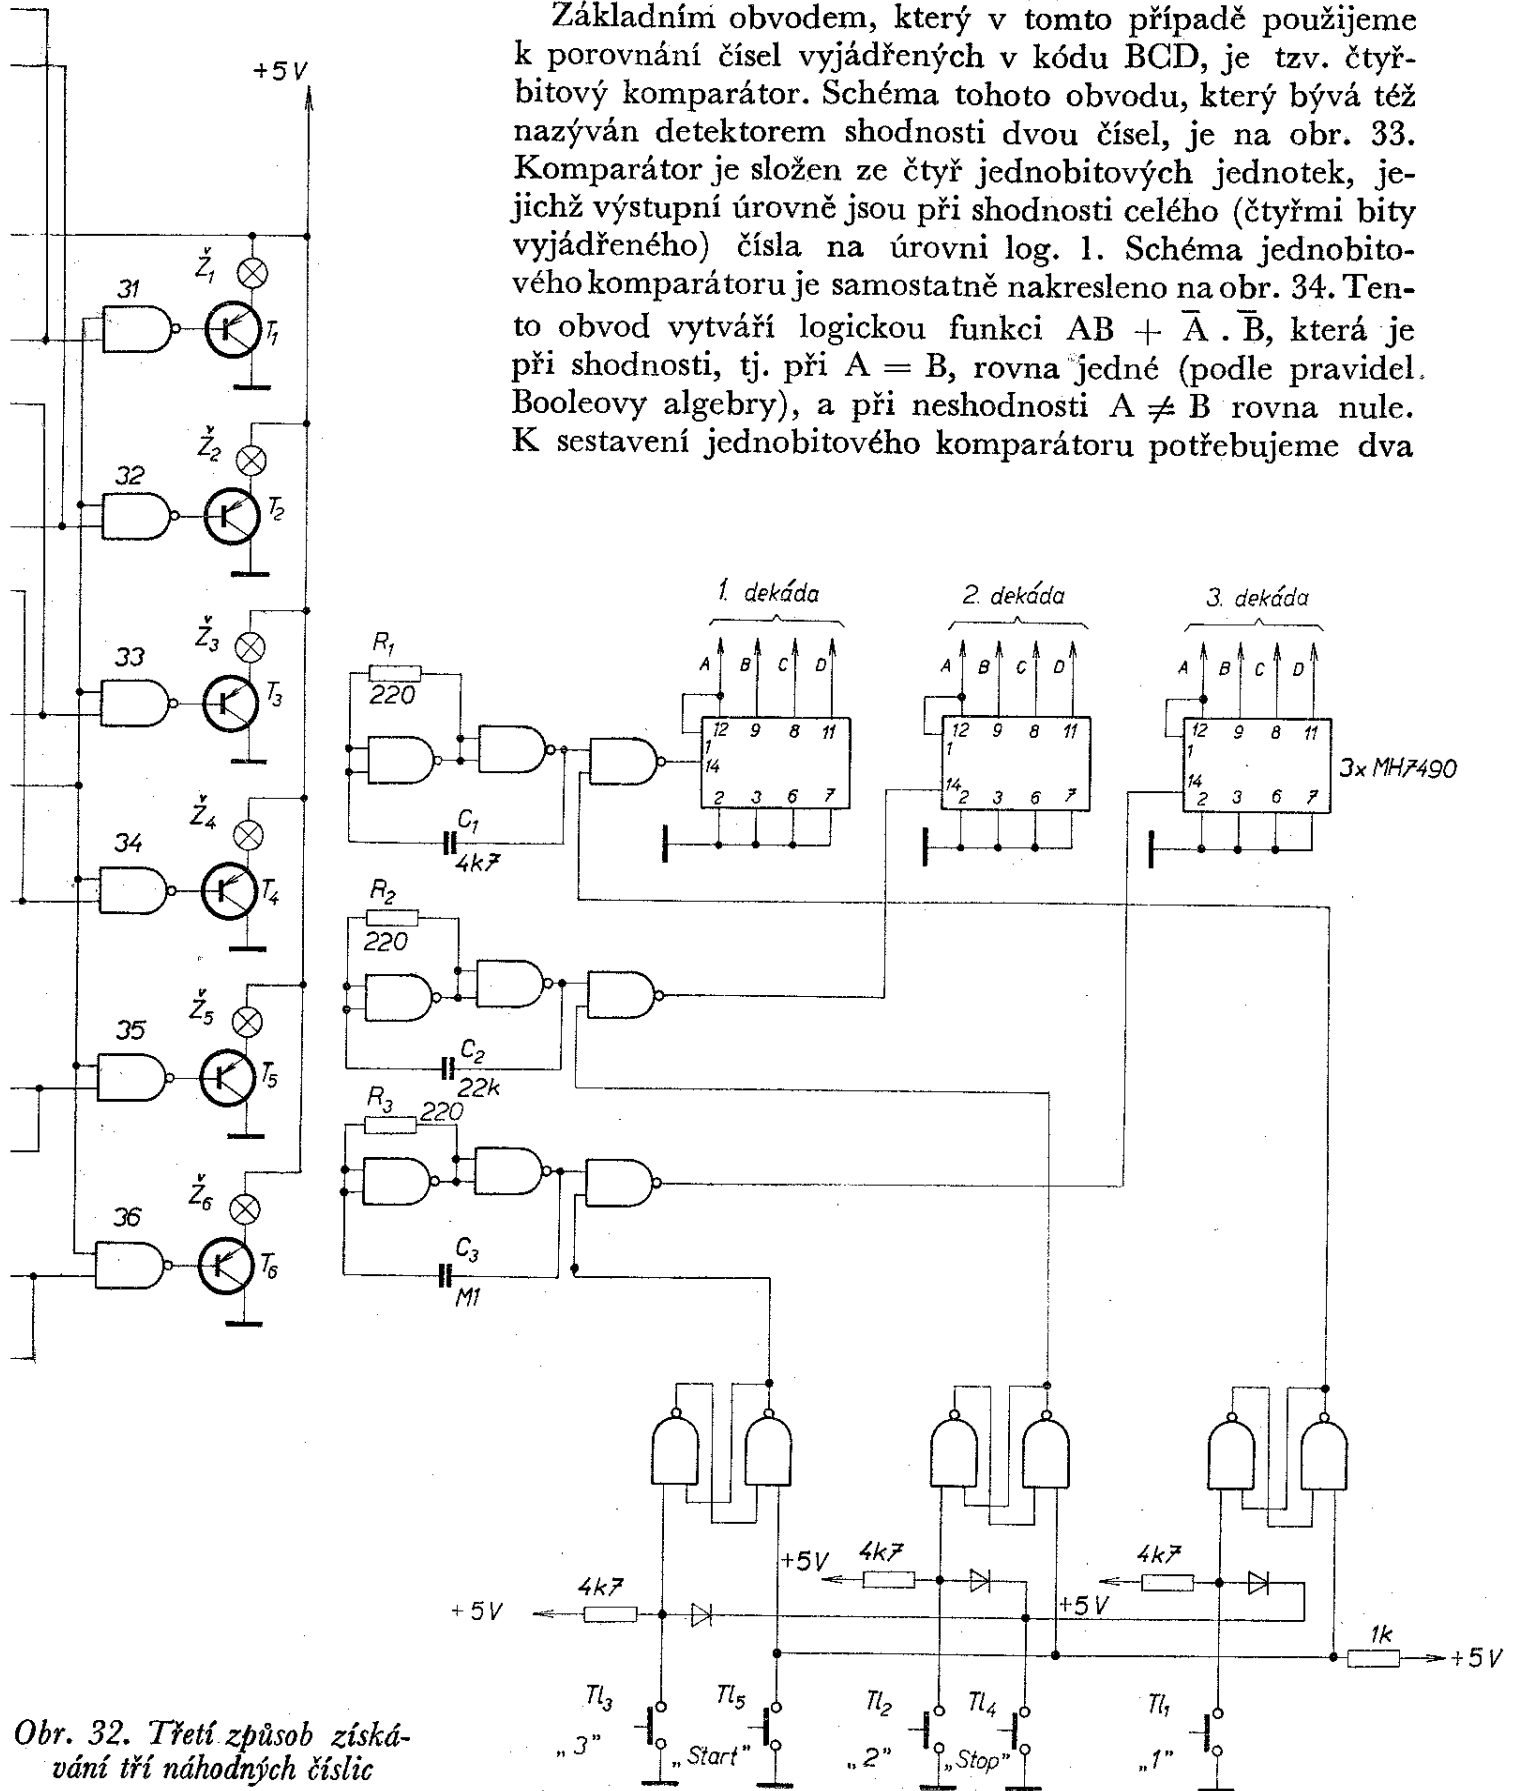 Základním obvodem, který v tomto případě použijeme
k porovnání čísel vyjádřených v kódu BCD, je tzv. čtyř-
bitový komparátor. Schéma tohoto obvodu, který bývá též
nazýván detektorem shodnosti dvou čísel, je na obr. 33.
Komparátor je složen ze čtyř jednobitových jednotek, je-
jichž výstupní úrovně jsou při shodnosti celého (čtyřmi bity
vyjádřeného) čísla na úrovni log. 1. Schéma jednobito-
vého komparátoru je samostatně nakresleno na obr. 34. Ten-
to obvod vytváří logickou funkci AB + A̅ . B̅, která je
při shodnosti, tj. při A = B, rovna jedné (podle pravidel
Booleovy algebry), a při neshodnosti A ≠ B rovna nule.
K sestavení jednobitového komparátoru potřebujeme dva
+5V
Ž1
31
T1
Ž2
32
T2
Ž3
33
T3
Ž4
34
T4
Ž5
35
T5
Ž6
36
T6
1. dekáda
2. dekáda
3. dekáda
A B C D
A B C D
A B C D
R1
220
12 9 8 11
1
14
2 3 6 7
12 9 8 11
1
14
2 3 6 7
12 9 8 11
1
14
2 3 6 7
3x MH7490
C1
4k7
R2
220
C2
22k
R3
220
C3
M1
+5V
4k7
+5V
4k7
+5V
4k7
1k
+5V
Tl3
„3”
Tl5
„Start”
Tl2
„2”
Tl4
„Stop”
Tl1
„1”
Obr. 32. Třetí způsob získá-
vání tří náhodných číslic